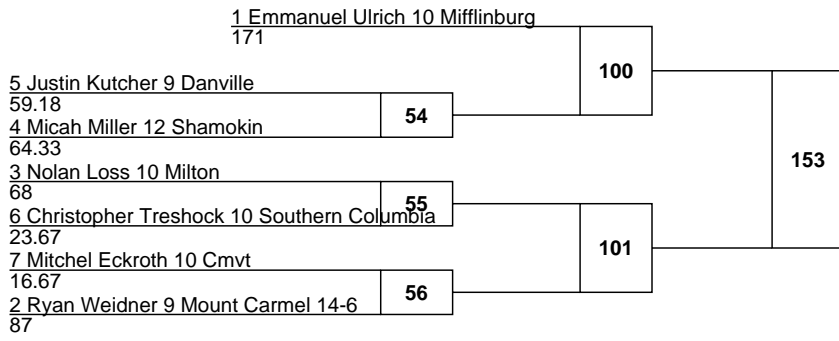 1 Emmanuel Ulrich 10 Mifflinburg
171
100
5 Justin Kutcher 9 Danville
59.18
54
4 Micah Miller 12 Shamokin
64.33
153
3 Nolan Loss 10 Milton
68
55
6 Christopher Treshock 10 Southern Columbia
23.67
101
7 Mitchel Eckroth 10 Cmvt
16.67
56
2 Ryan Weidner 9 Mount Carmel 14-6
87